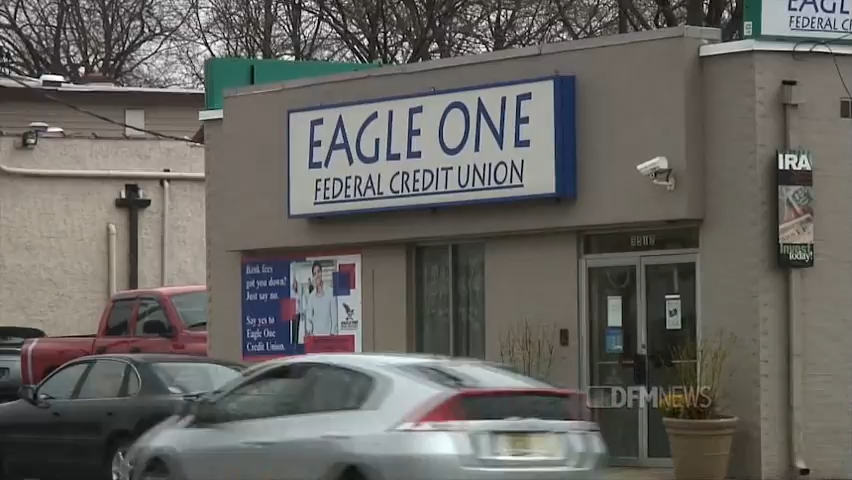 EAGLE
FEDERAL
EAGLE ONE
FEDERAL CREDIT UNION
IRA
Invest
today!
Bank fees
got you down?
Just say no.
Say yes to
Eagle One
Credit Union.
DFMNEWS